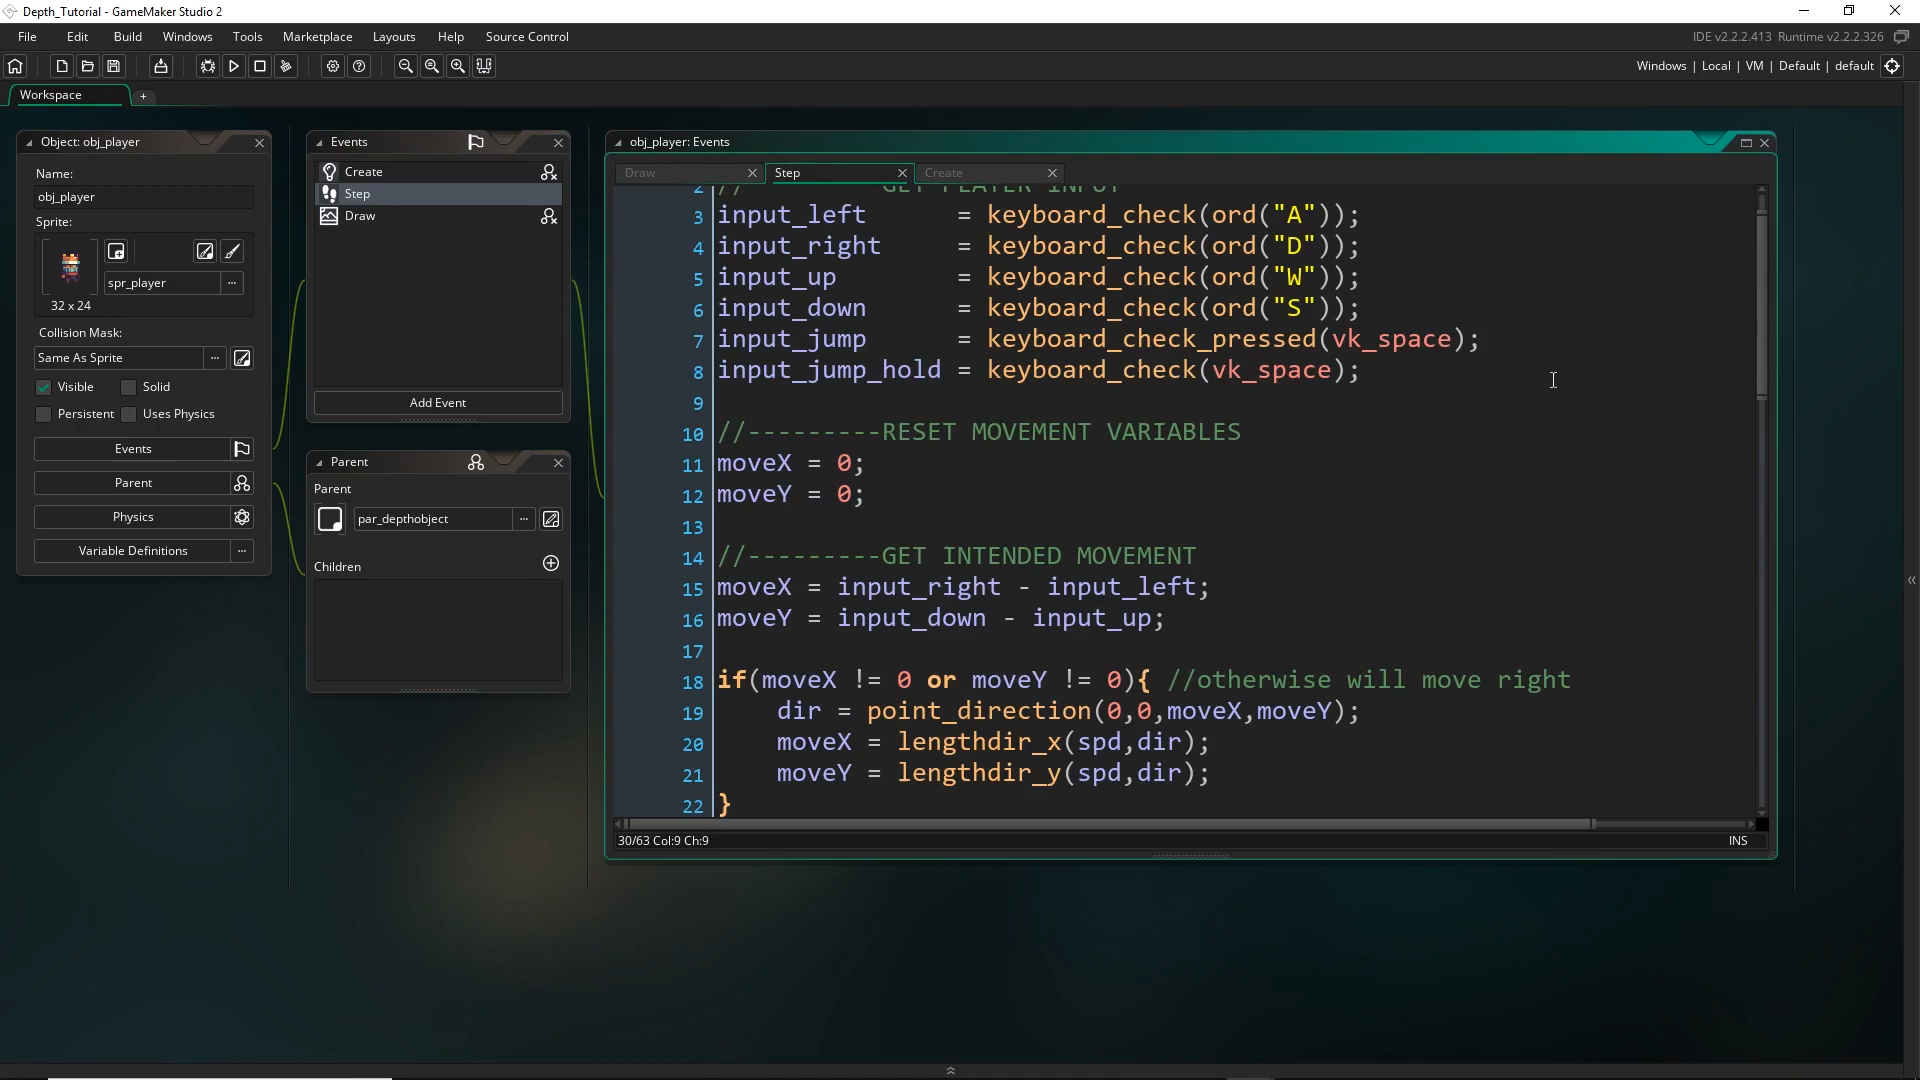 Depth_Tutorial - GameMaker Studio 2
File Edit Build Windows Tools Marketplace Layouts Help Source Control
IDE v2.2.2.413 Runtime v2.2.2.326
Windows | Local | VM | Default | default
Workspace
+
Object: obj_player
Name:
obj_player
Sprite:
spr_player
...
32 x 24
Collision Mask:
Same As Sprite
...
Visible
Solid
Persistent
Uses Physics
Events
Parent
Physics
Variable Definitions
...
Events
Create
Step
Draw
Add Event
Parent
Parent
par_depthobject
...
Children
obj_player: Events
Draw
Step
Create
2 // GET PLAYER INPUT
3 input_left = keyboard_check(ord("A"));
4 input_right = keyboard_check(ord("D"));
5 input_up = keyboard_check(ord("W"));
6 input_down = keyboard_check(ord("S"));
7 input_jump = keyboard_check_pressed(vk_space);
8 input_jump_hold = keyboard_check(vk_space);
9
10 //---------RESET MOVEMENT VARIABLES
11 moveX = 0;
12 moveY = 0;
13
14 //---------GET INTENDED MOVEMENT
15 moveX = input_right - input_left;
16 moveY = input_down - input_up;
17
18 if(moveX != 0 or moveY != 0){ //otherwise will move right
19 dir = point_direction(0,0,moveX,moveY);
20 moveX = lengthdir_x(spd,dir);
21 moveY = lengthdir_y(spd,dir);
22 }
30/63 Col:9 Ch:9
INS